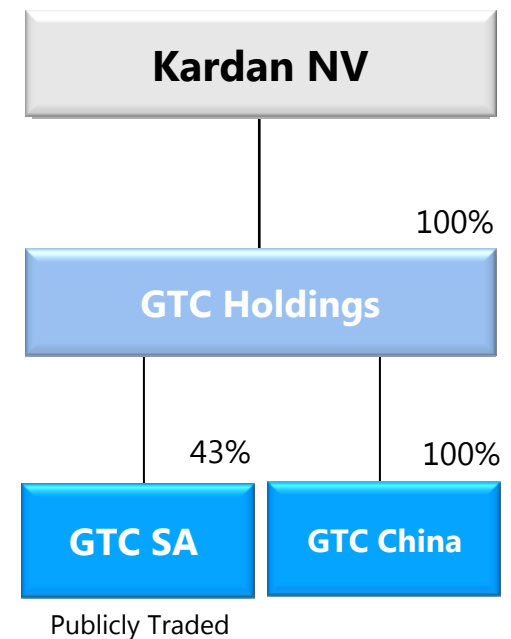 Kardan NV
100%
GTC Holdings
43%
100%
GTC SA
GTC China
Publicly Traded